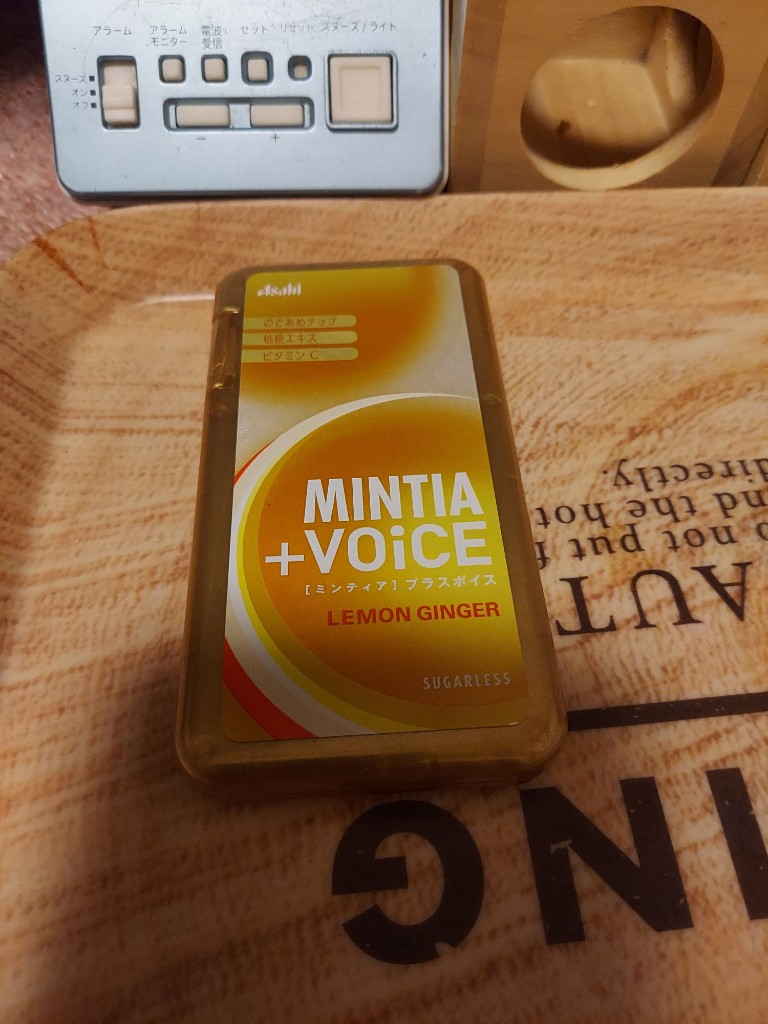 アラーム
アラーム
モニター
電波
受信
セット
リセット
スヌーズ / ライト
スヌーズ
オン
オフ
−
+
Asahi
のどあめチップ
桔梗エキス
ビタミン C
MINTIA
+VOiCE
[ミンティア] プラスボイス
LEMON GINGER
SUGARLESS
AUT
not put
nd the hot
directly.
NG